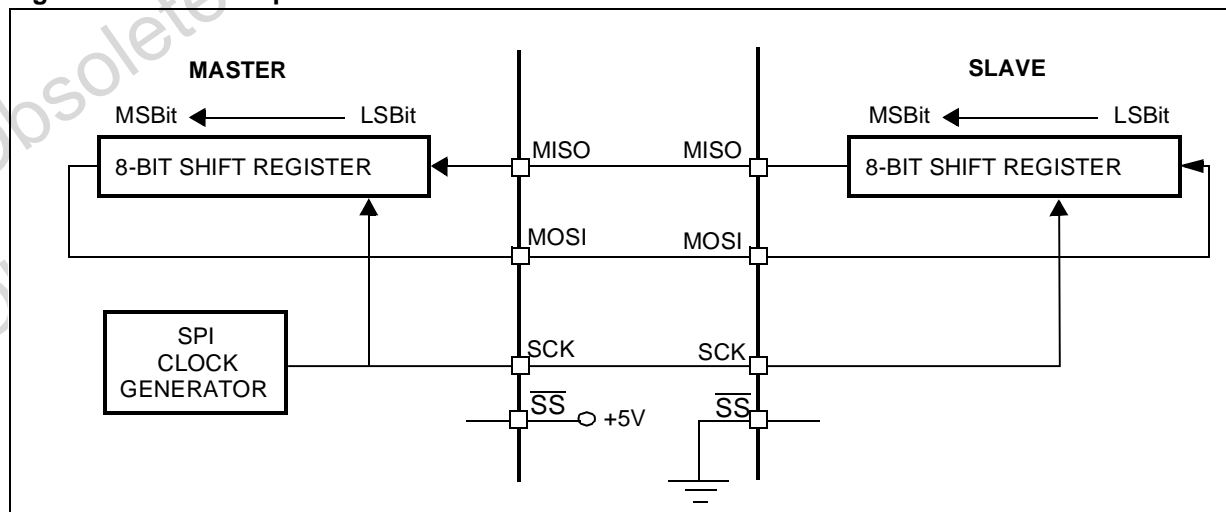 Obsolete
MASTER
SLAVE
MSBit
LSBit
MSBit
LSBit
8-BIT SHIFT REGISTER
8-BIT SHIFT REGISTER
MISO
MISO
MOSI
MOSI
SPI
CLOCK
GENERATOR
SCK
SCK
SS
+5V
SS